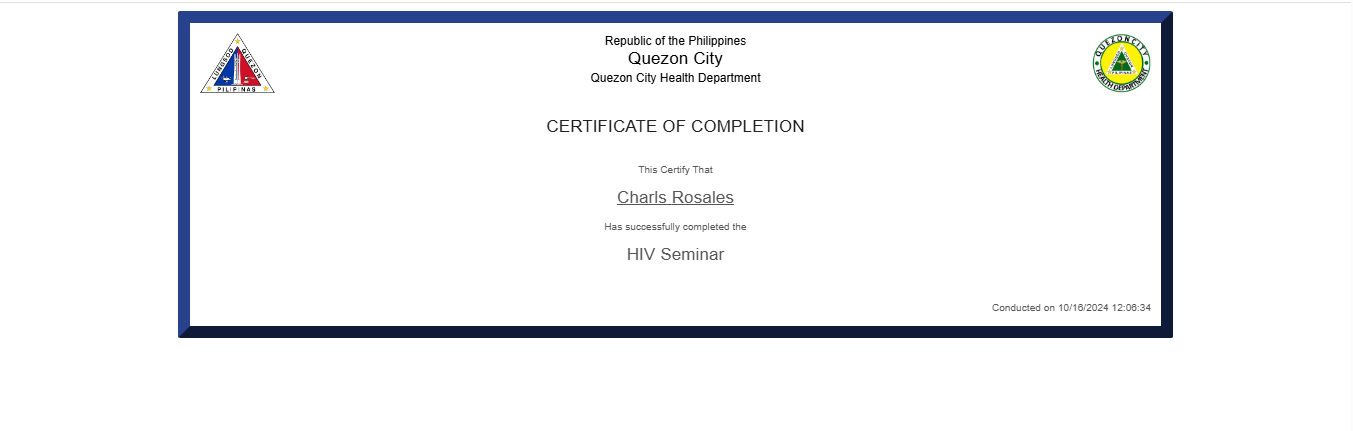 Republic of the Philippines
Quezon City
Quezon City Health Department
LUNGSOD QUEZON
PILIPINAS
QUEZON CITY
PILIPINAS
HEALTH DEPARTMENT
CERTIFICATE OF COMPLETION
This Certify That
Charls Rosales
Has successfully completed the
HIV Seminar
Conducted on 10/16/2024 12:06:34